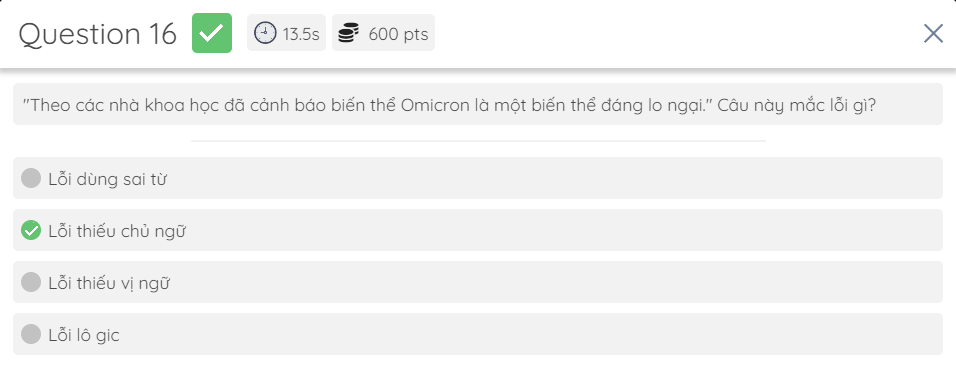 Question 16 13.5s 600 pts
"Theo các nhà khoa học đã cảnh báo biến thể Omicron là một biến thể đáng lo ngại." Câu này mắc lỗi gì?
Lỗi dùng sai từ
Lỗi thiếu chủ ngữ
Lỗi thiếu vị ngữ
Lỗi lô gic